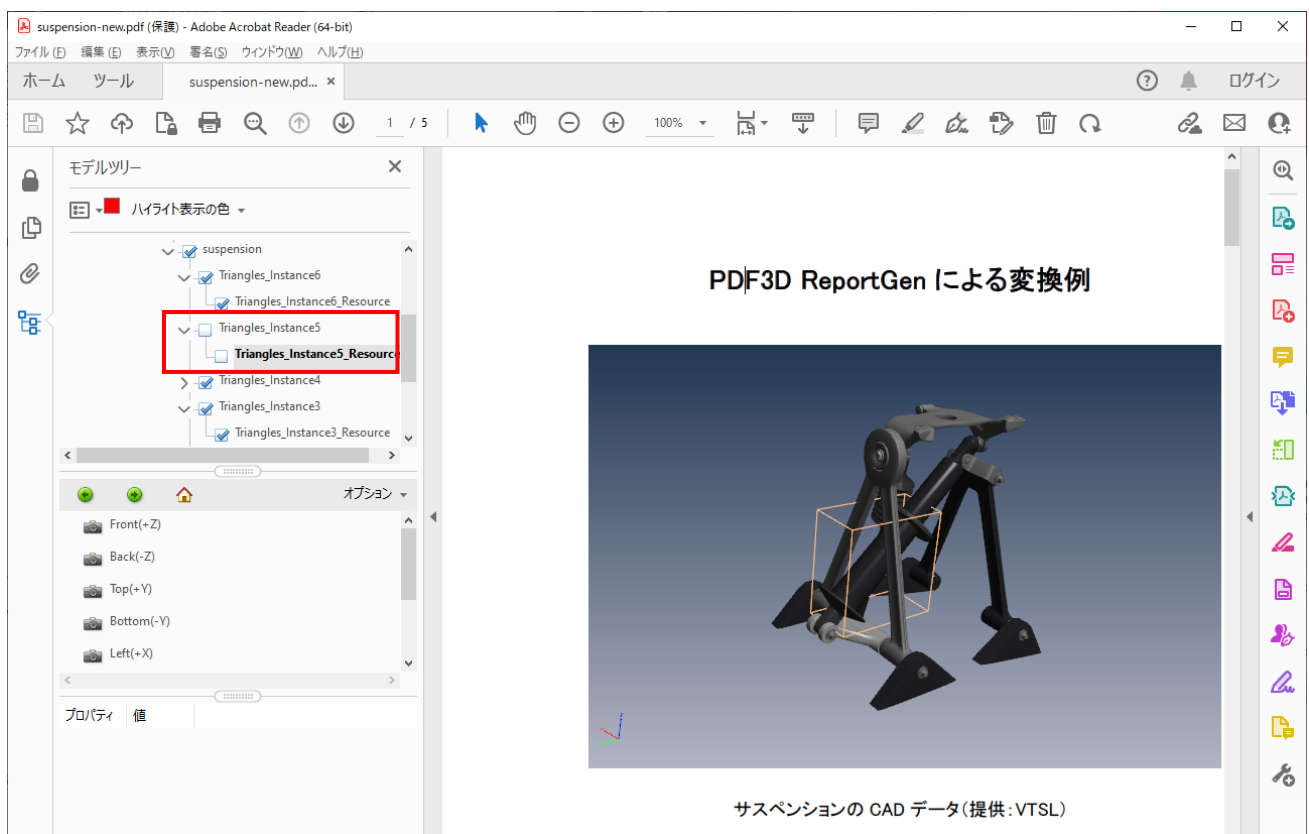 suspension-new.pdf (保護) - Adobe Acrobat Reader (64-bit)
ファイル(F) 編集(E) 表示(V) 署名(S) ウィンドウ(W) ヘルプ(H)
ホーム ツール suspension-new.pd... × ログイン
1 / 5 100%
モデルツリー
ハイライト表示の色
suspension
Triangles_Instance6
Triangles_Instance6_Resource
Triangles_Instance5
Triangles_Instance5_Resource
Triangles_Instance4
Triangles_Instance3
Triangles_Instance3_Resource
オプション
Front(+Z)
Back(-Z)
Top(+Y)
Bottom(-Y)
Left(+X)
プロパティ 値
PDF3D ReportGen による変換例
サスペンションの CAD データ(提供:VTSL)